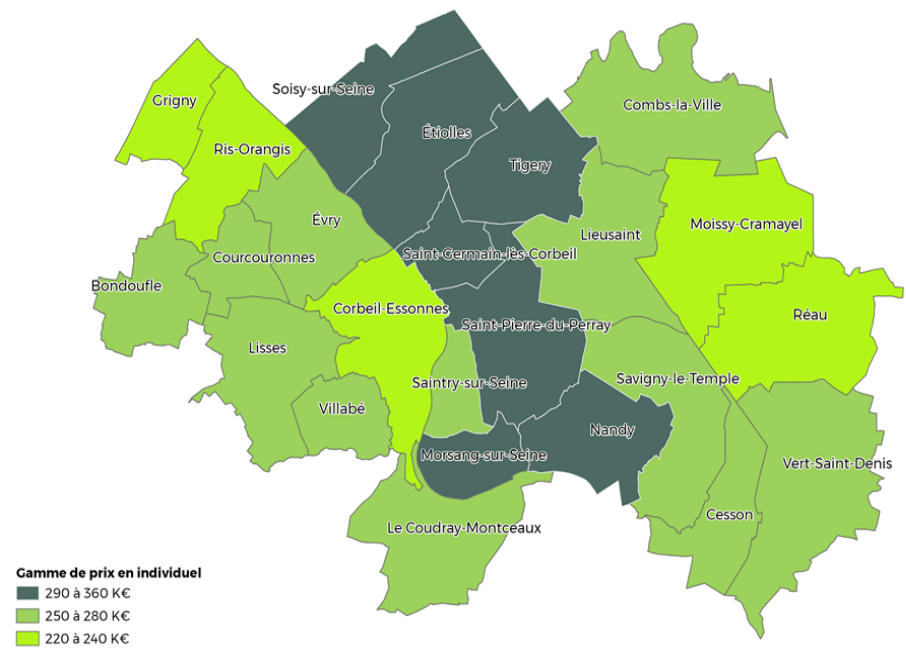 Soisy-sur-Seine
Grigny
Combs-la-Ville
Étiolles
Ris-Orangis
Tigery
Évry
Moissy-Cramayel
Lieusaint
Saint-Germain-lès-Corbeil
Courcouronnes
Bondoufle
Corbeil-Essonnes
Réau
Saint-Pierre-du-Perray
Lisses
Savigny-le-Temple
Saintry-sur-Seine
Villabé
Nandy
Morsang-sur-Seine
Vert-Saint-Denis
Cesson
Le Coudray-Montceaux
Gamme de prix en individuel
290 à 360 K€
250 à 280 K€
220 à 240 K€